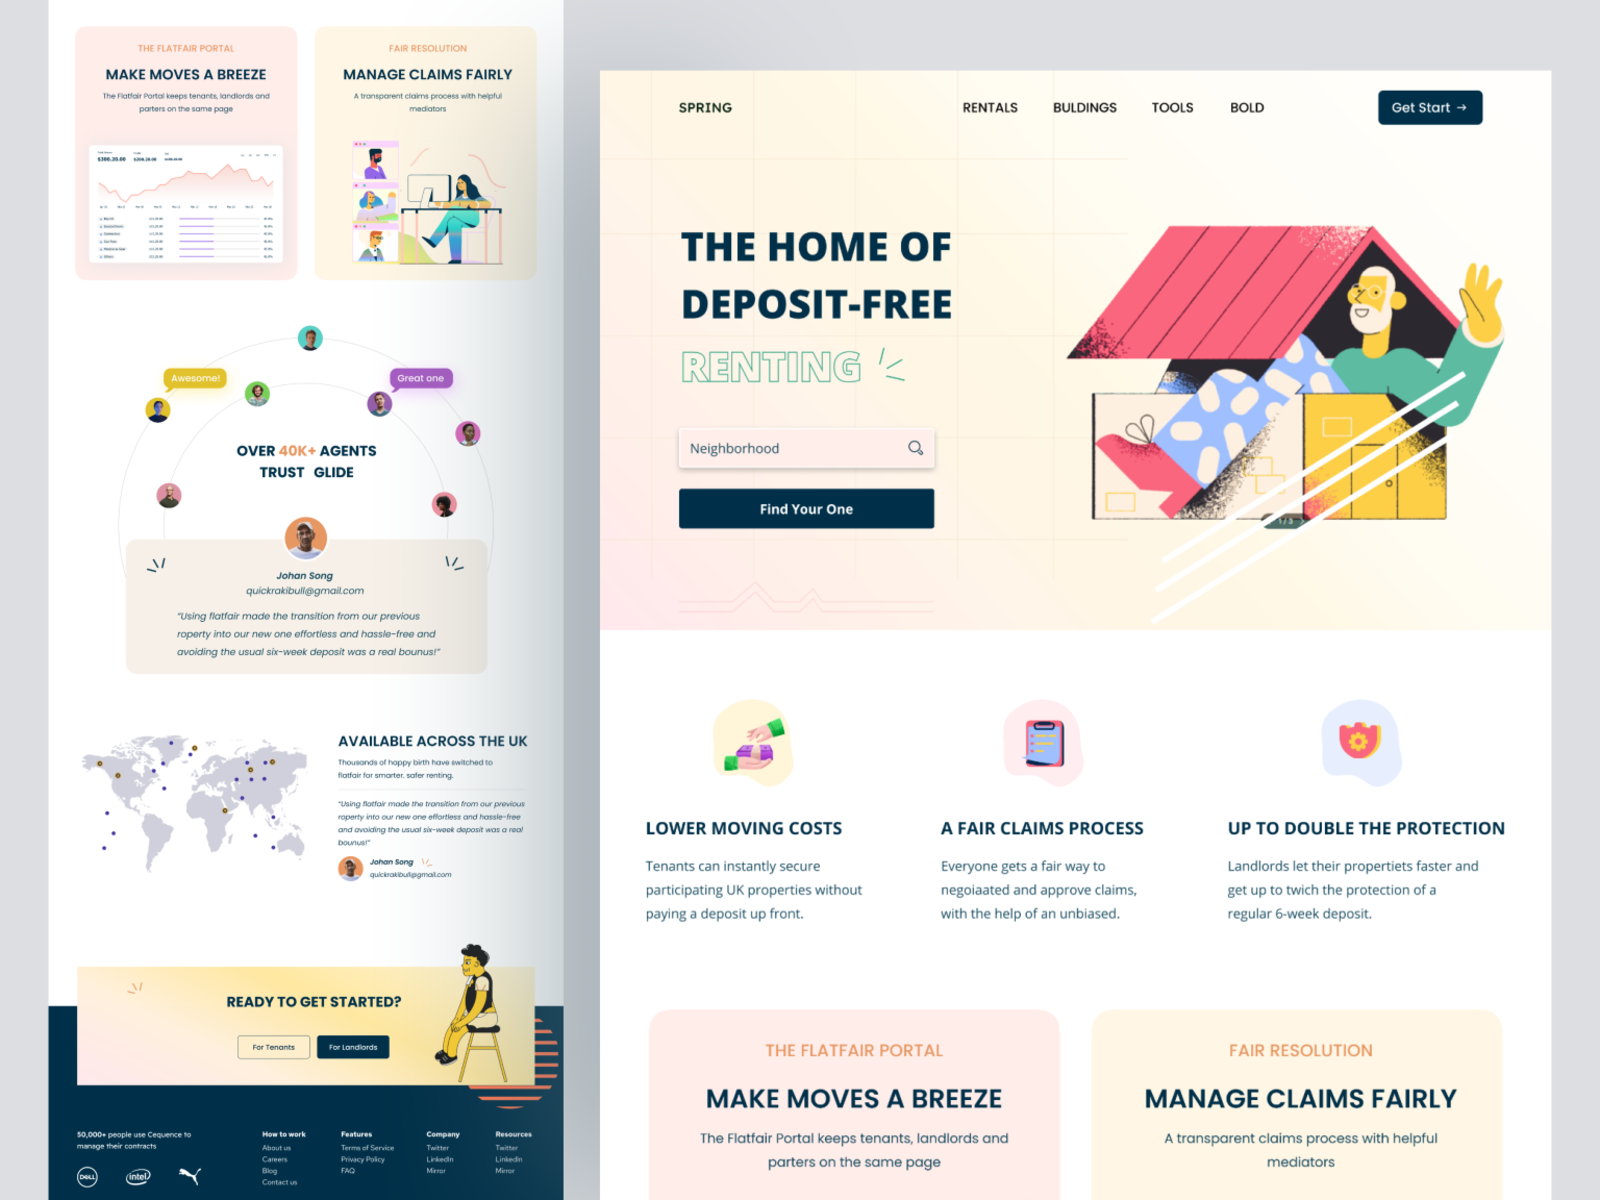 THE FLATFAIR PORTAL
MAKE MOVES A BREEZE
The Flatfair Portal keeps tenants, landlords and
parters on the same page
$300.20.00
$200.20.00
FAIR RESOLUTION
MANAGE CLAIMS FAIRLY
A transparent claims process with helpful
mediators
Awesome!
Great one
OVER 40K+ AGENTS
TRUST GLIDE
Johan Song
quickrakibull@gmail.com
“Using flatfair made the transition from our previous
roperty into our new one effortless and hassle-free and
avoiding the usual six-week deposit was a real bounus!”
AVAILABLE ACROSS THE UK
Thousands of happy birth have switched to
flatfair for smarter, safer renting.
“Using flatfair made the transition from our previous
roperty into our new one effortless and hassle-free
and avoiding the usual six-week deposit was a real
bounus!”
Johan Song
quickrakibull@gmail.com
READY TO GET STARTED?
For Tenants
For Landlords
50,000+ people use Cequence to
manage their contracts
DELL
intel
How to work
About us
Careers
Blog
Contact us
Features
Terms of Service
Privacy Policy
FAQ
Company
Twitter
LinkedIn
Mirror
Resources
Twitter
LinkedIn
Mirror
SPRING
RENTALS
BULDINGS
TOOLS
BOLD
Get Start →
THE HOME OF
DEPOSIT-FREE
RENTING
Neighborhood
Find Your One
1/3
LOWER MOVING COSTS
Tenants can instantly secure
participating UK properties without
paying a deposit up front.
A FAIR CLAIMS PROCESS
Everyone gets a fair way to
negoiaated and approve claims,
with the help of an unbiased.
UP TO DOUBLE THE PROTECTION
Landlords let their propertiets faster and
get up to twich the protection of a
regular 6-week deposit.
THE FLATFAIR PORTAL
MAKE MOVES A BREEZE
The Flatfair Portal keeps tenants, landlords and
parters on the same page
FAIR RESOLUTION
MANAGE CLAIMS FAIRLY
A transparent claims process with helpful
mediators